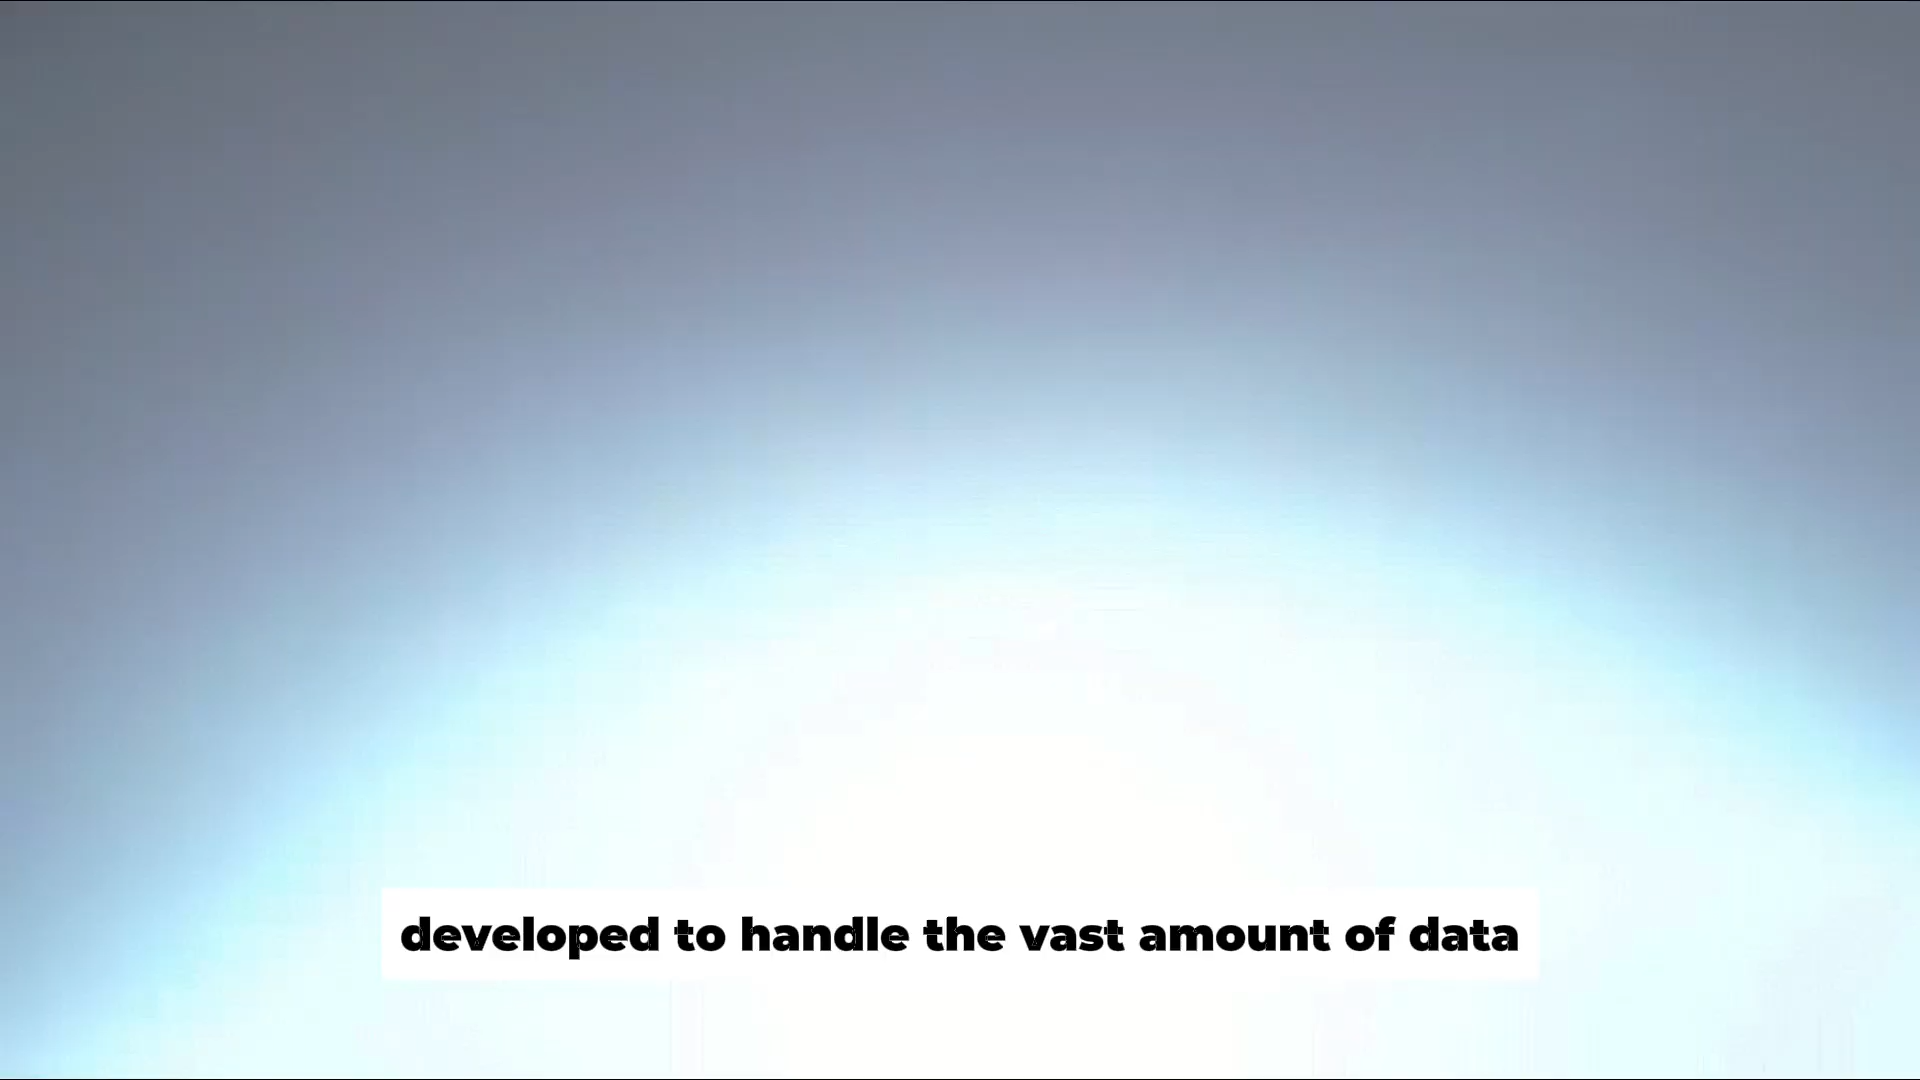 developed to handle the vast amount of data